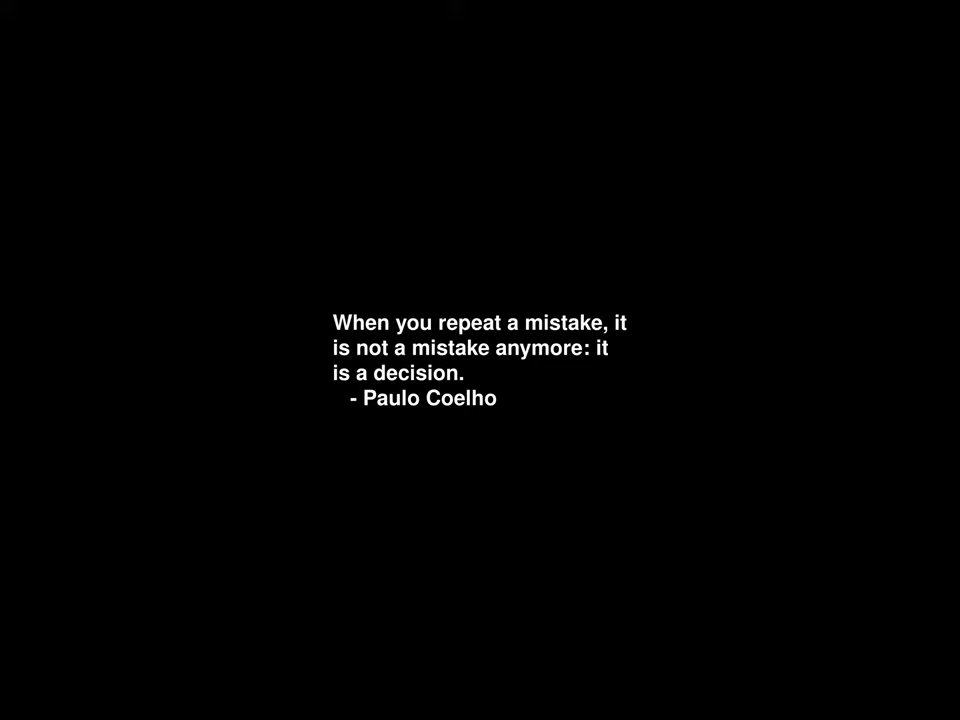 When you repeat a mistake, it
is not a mistake anymore: it
is a decision.
- Paulo Coelho